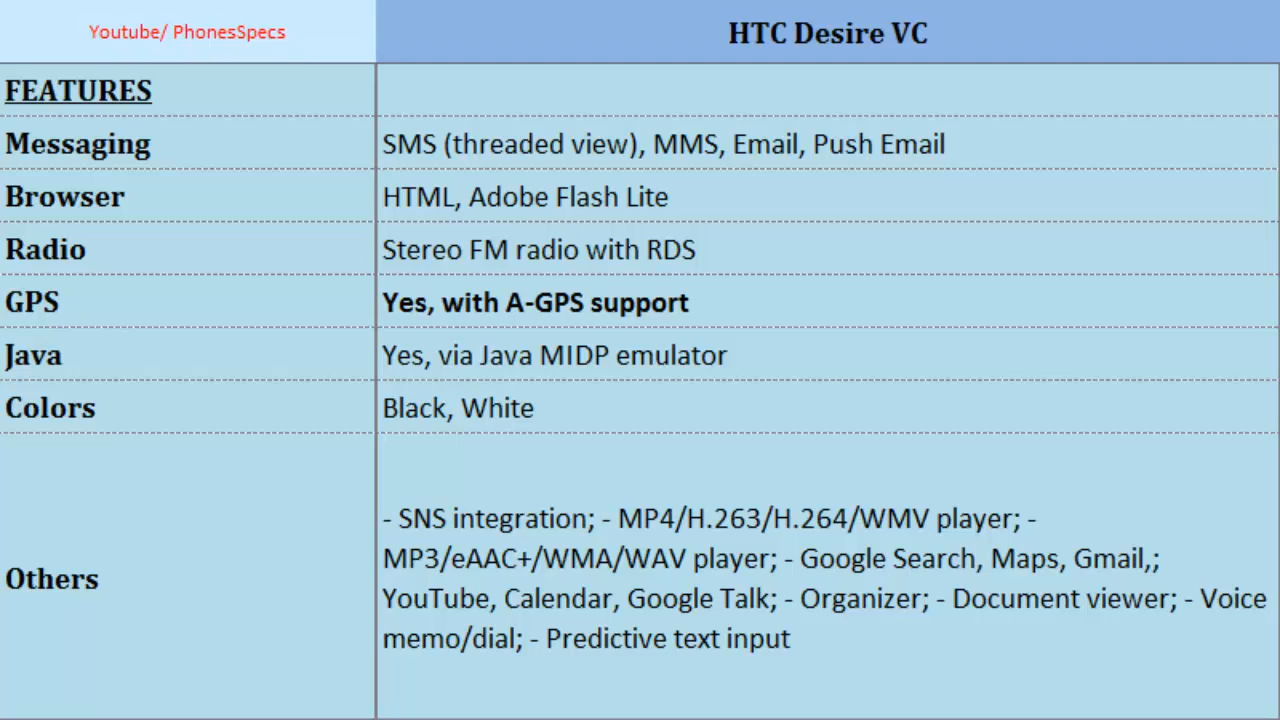 Youtube/ PhonesSpecs
HTC Desire VC
FEATURES
Messaging
SMS (threaded view), MMS, Email, Push Email
Browser
HTML, Adobe Flash Lite
Radio
Stereo FM radio with RDS
GPS
Yes, with A-GPS support
Java
Yes, via Java MIDP emulator
Colors
Black, White
Others
- SNS integration; - MP4/H.263/H.264/WMV player; -
MP3/eAAC+/WMA/WAV player; - Google Search, Maps, Gmail,;
YouTube, Calendar, Google Talk; - Organizer; - Document viewer; - Voice
memo/dial; - Predictive text input